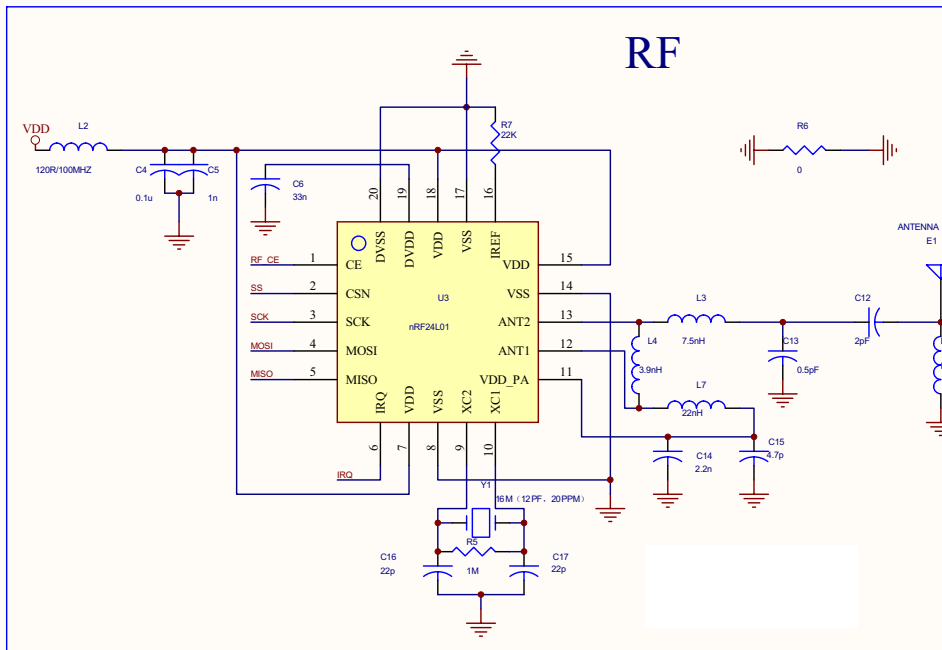 RF
VDD
L2
120R/100MHZ
C4
0.1u
C5
1n
C6
33n
R7
22K
R6
0
ANTENNA
E1
20
19
18
17
16
DVSS
DVDD
VDD
VSS
IREF
RF_CE
1
CE
SS
2
CSN
SCK
3
SCK
MOSI
4
MOSI
MISO
5
MISO
U3
nRF24L01
VDD
15
VSS
14
ANT2
13
ANT1
12
VDD_PA
11
IRQ
VDD
VSS
XC2
XC1
6
7
8
9
10
IRQ
L3
7.5nH
L4
3.9nH
L7
22nH
C12
2pF
C13
0.5pF
C14
2.2n
C15
4.7p
Y1
16M（12PF，20PPM）
R5
1M
C16
22p
C17
22p